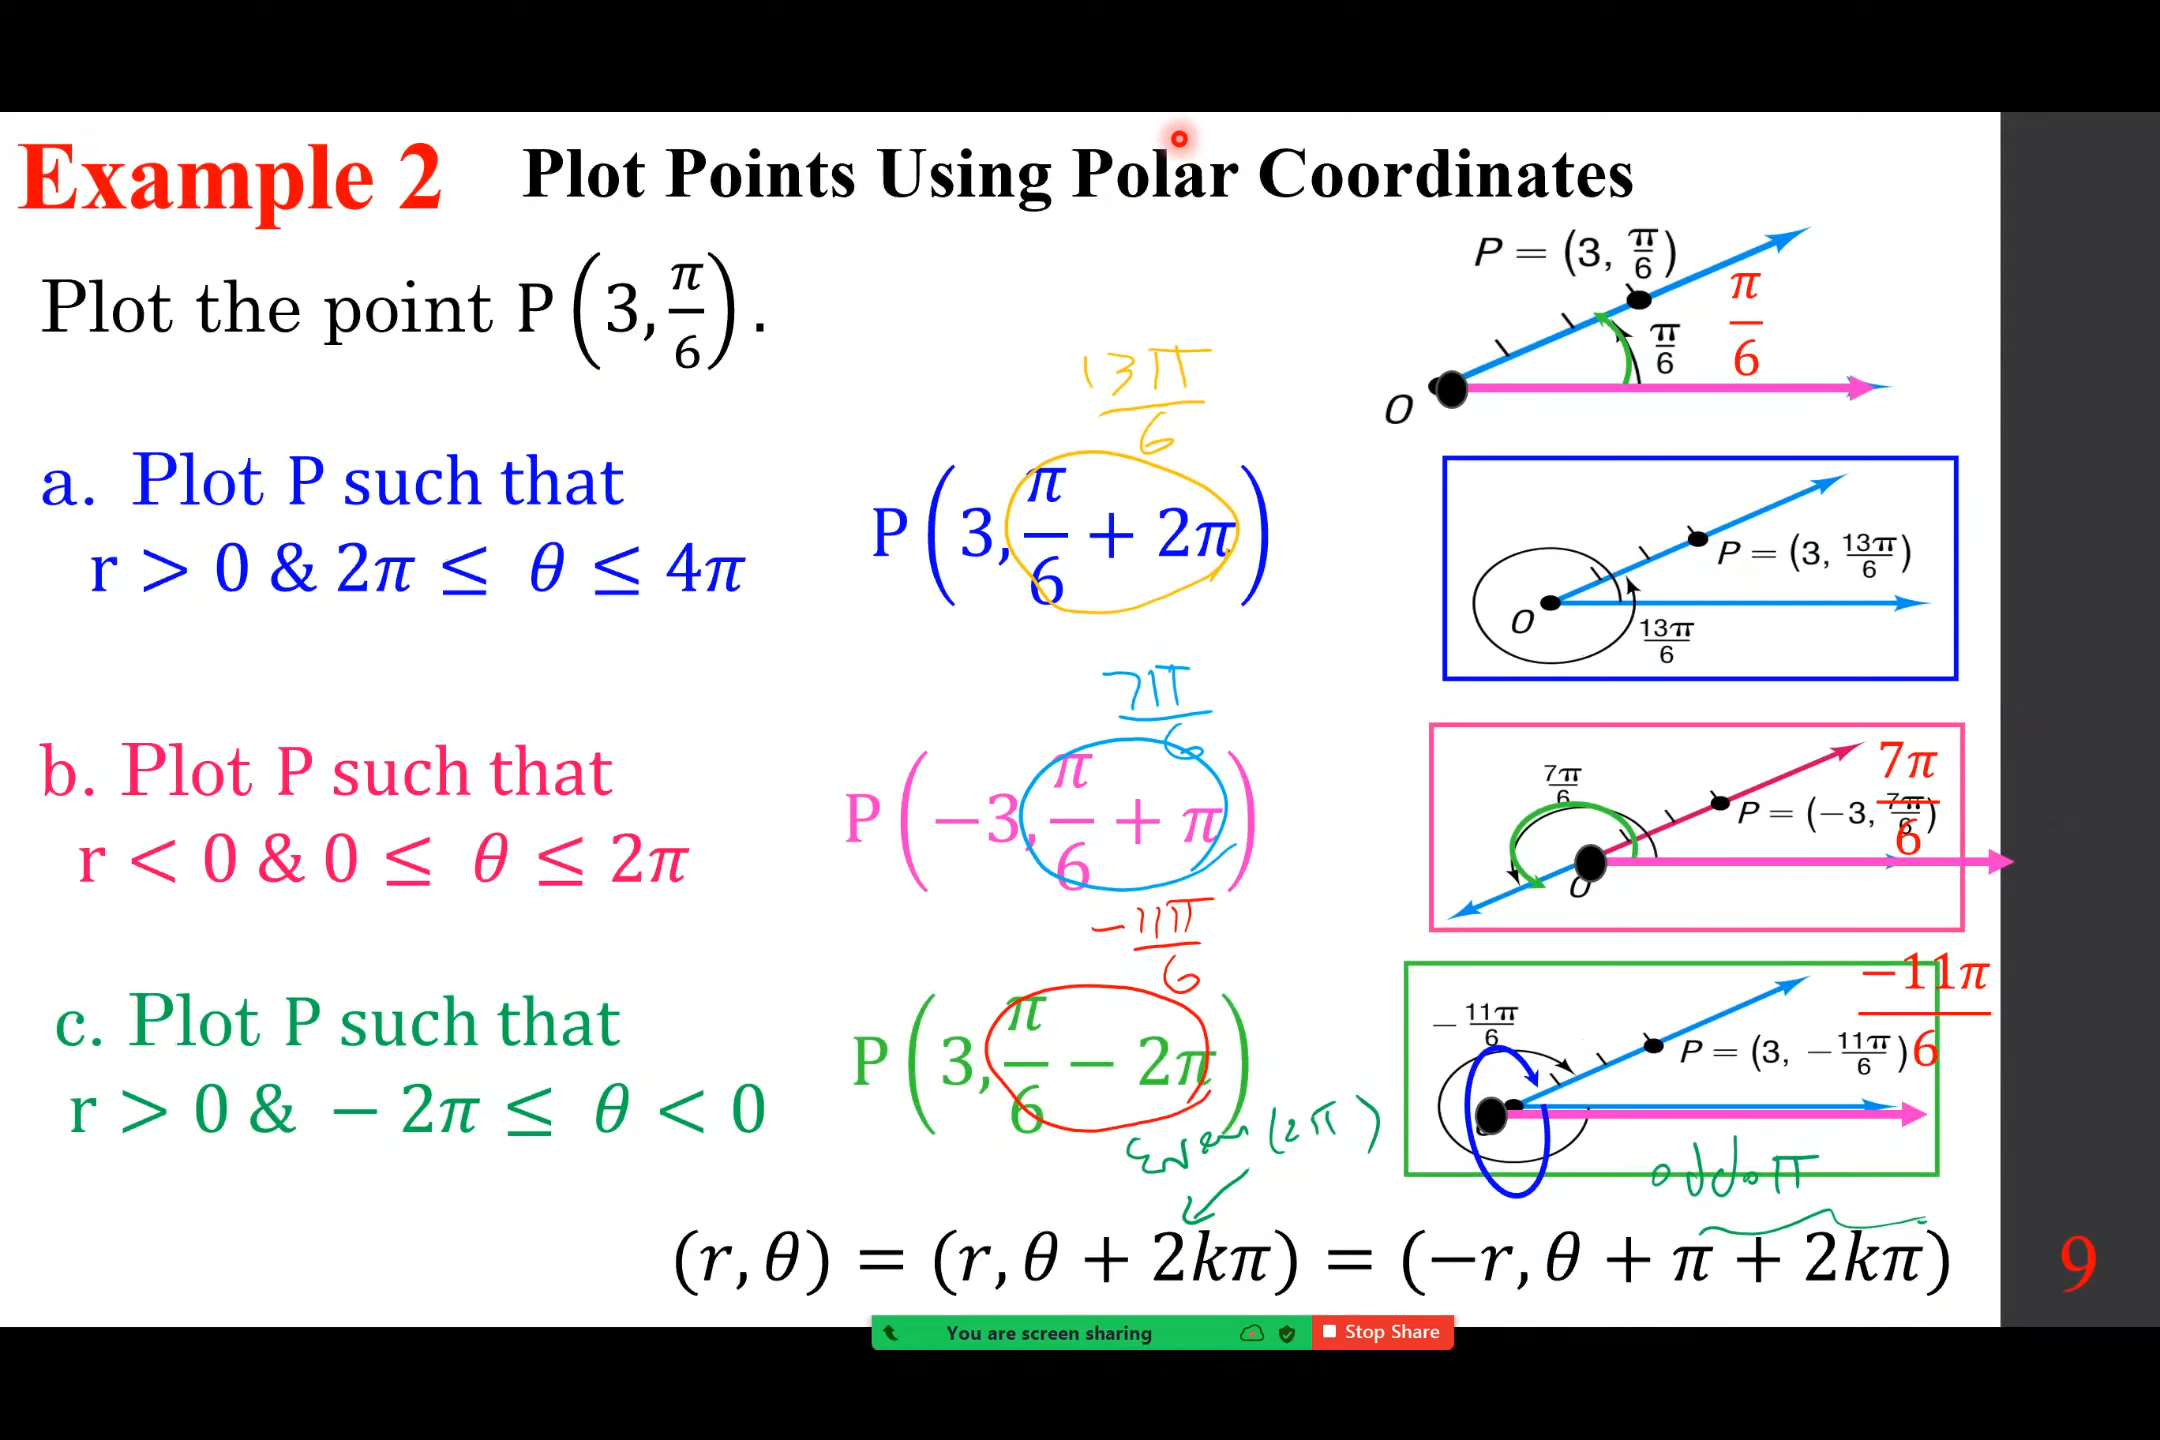 Example 2 Plot Points Using Polar Coordinates
Plot the point P(3, π/6).
P = (3, π/6)
π/6
π/6
O
13π/6
a. Plot P such that
r > 0 & 2π ≤ θ ≤ 4π
P(3, π/6 + 2π)
P = (3, 13π/6)
O
13π/6
7π/6
b. Plot P such that
r < 0 & 0 ≤ θ ≤ 2π
P(−3, π/6 + π)
7π/6
7π/6
P = (−3, 7π/6)
O
-11π/6
c. Plot P such that
r > 0 & − 2π ≤ θ < 0
P(3, π/6 − 2π)
−11π/6
− 11π/6
P = (3, − 11π/6)
Even (2π)
odd π
(r, θ) = (r, θ + 2kπ) = (−r, θ + π + 2kπ)
9
You are screen sharing
Stop Share